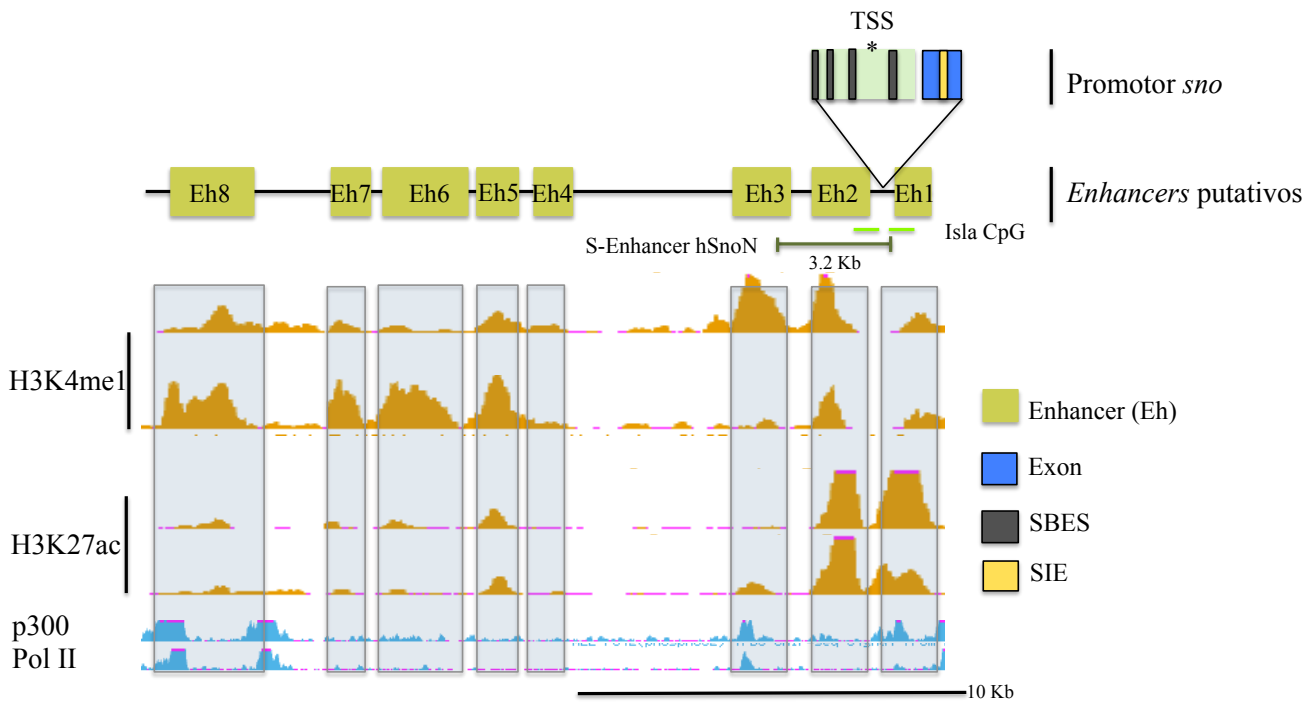 TSS
*
Promotor sno
Eh8
Eh7
Eh6
Eh5
Eh4
Eh3
Eh2
Eh1
Enhancers putativos
Isla CpG
S-Enhancer hSnoN
3.2 Kb
H3K4me1
Enhancer (Eh)
Exon
H3K27ac
SBES
SIE
p300
Pol II
10 Kb